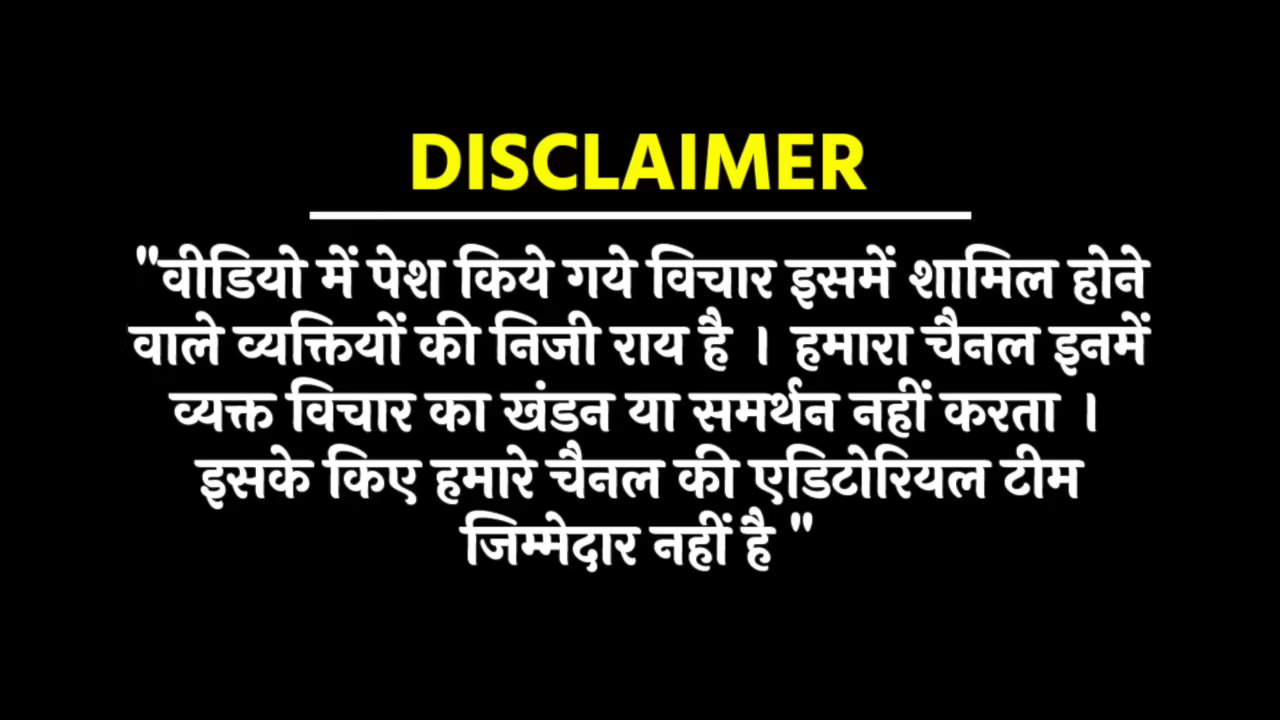 DISCLAIMER
"वीडियो में पेश किये गये विचार इसमें शामिल होने
वाले व्यक्तियों की निजी राय है । हमारा चैनल इनमें
व्यक्त विचार का खंडन या समर्थन नहीं करता ।
इसके किए हमारे चैनल की एडिटोरियल टीम
जिम्मेदार नहीं है "